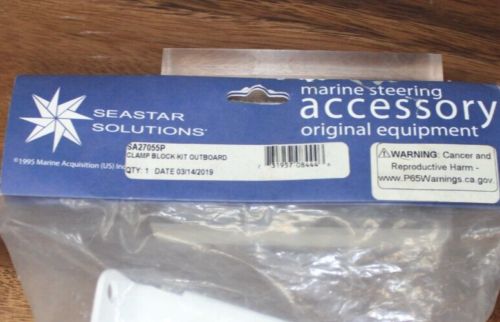 SEASTAR
SOLUTIONS®
©1995 Marine Acquisition (US) Inc
SA27055P
CLAMP BLOCK KIT OUTBOARD
QTY: 1 DATE 03/14/2019
marine steering
accessory
original equipment
WARNING: Cancer and
Reproductive Harm -
www.P65Warnings.ca.gov.